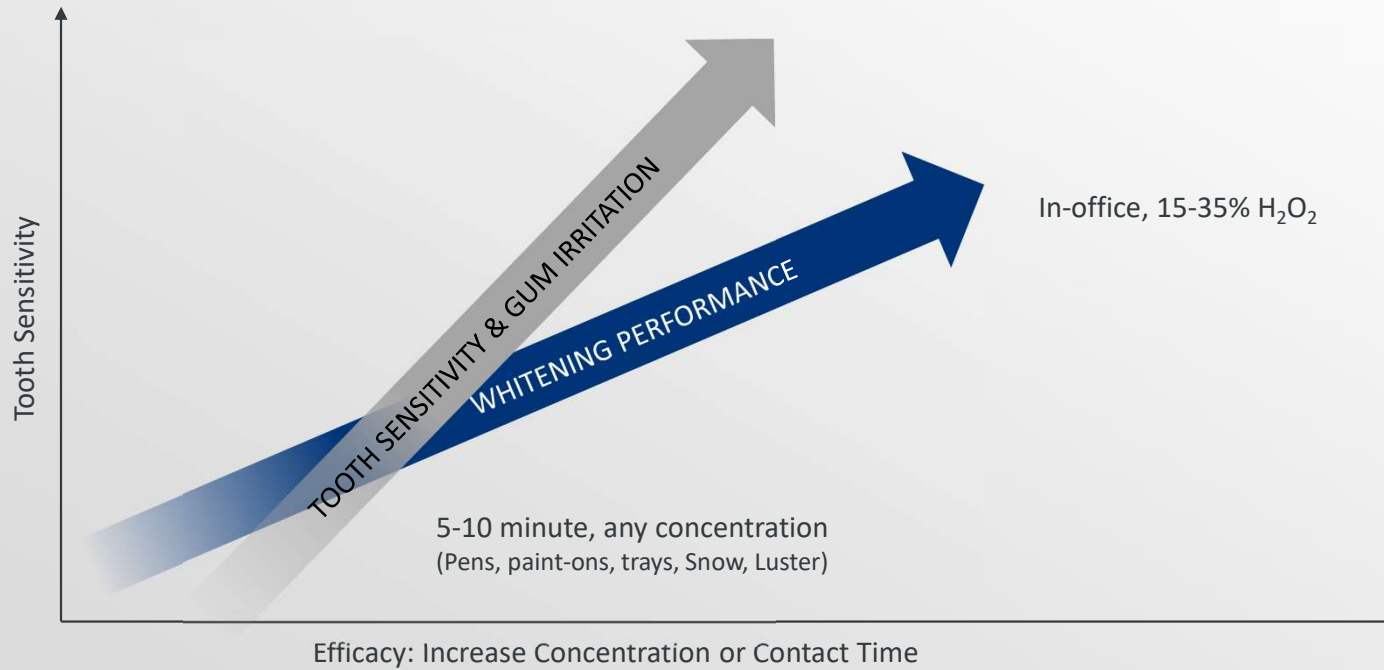 Tooth Sensitivity
TOOTH SENSITIVITY & GUM IRRITATION
WHITENING PERFORMANCE
In-office, 15-35% H₂O₂
5-10 minute, any concentration
(Pens, paint-ons, trays, Snow, Luster)
Efficacy: Increase Concentration or Contact Time